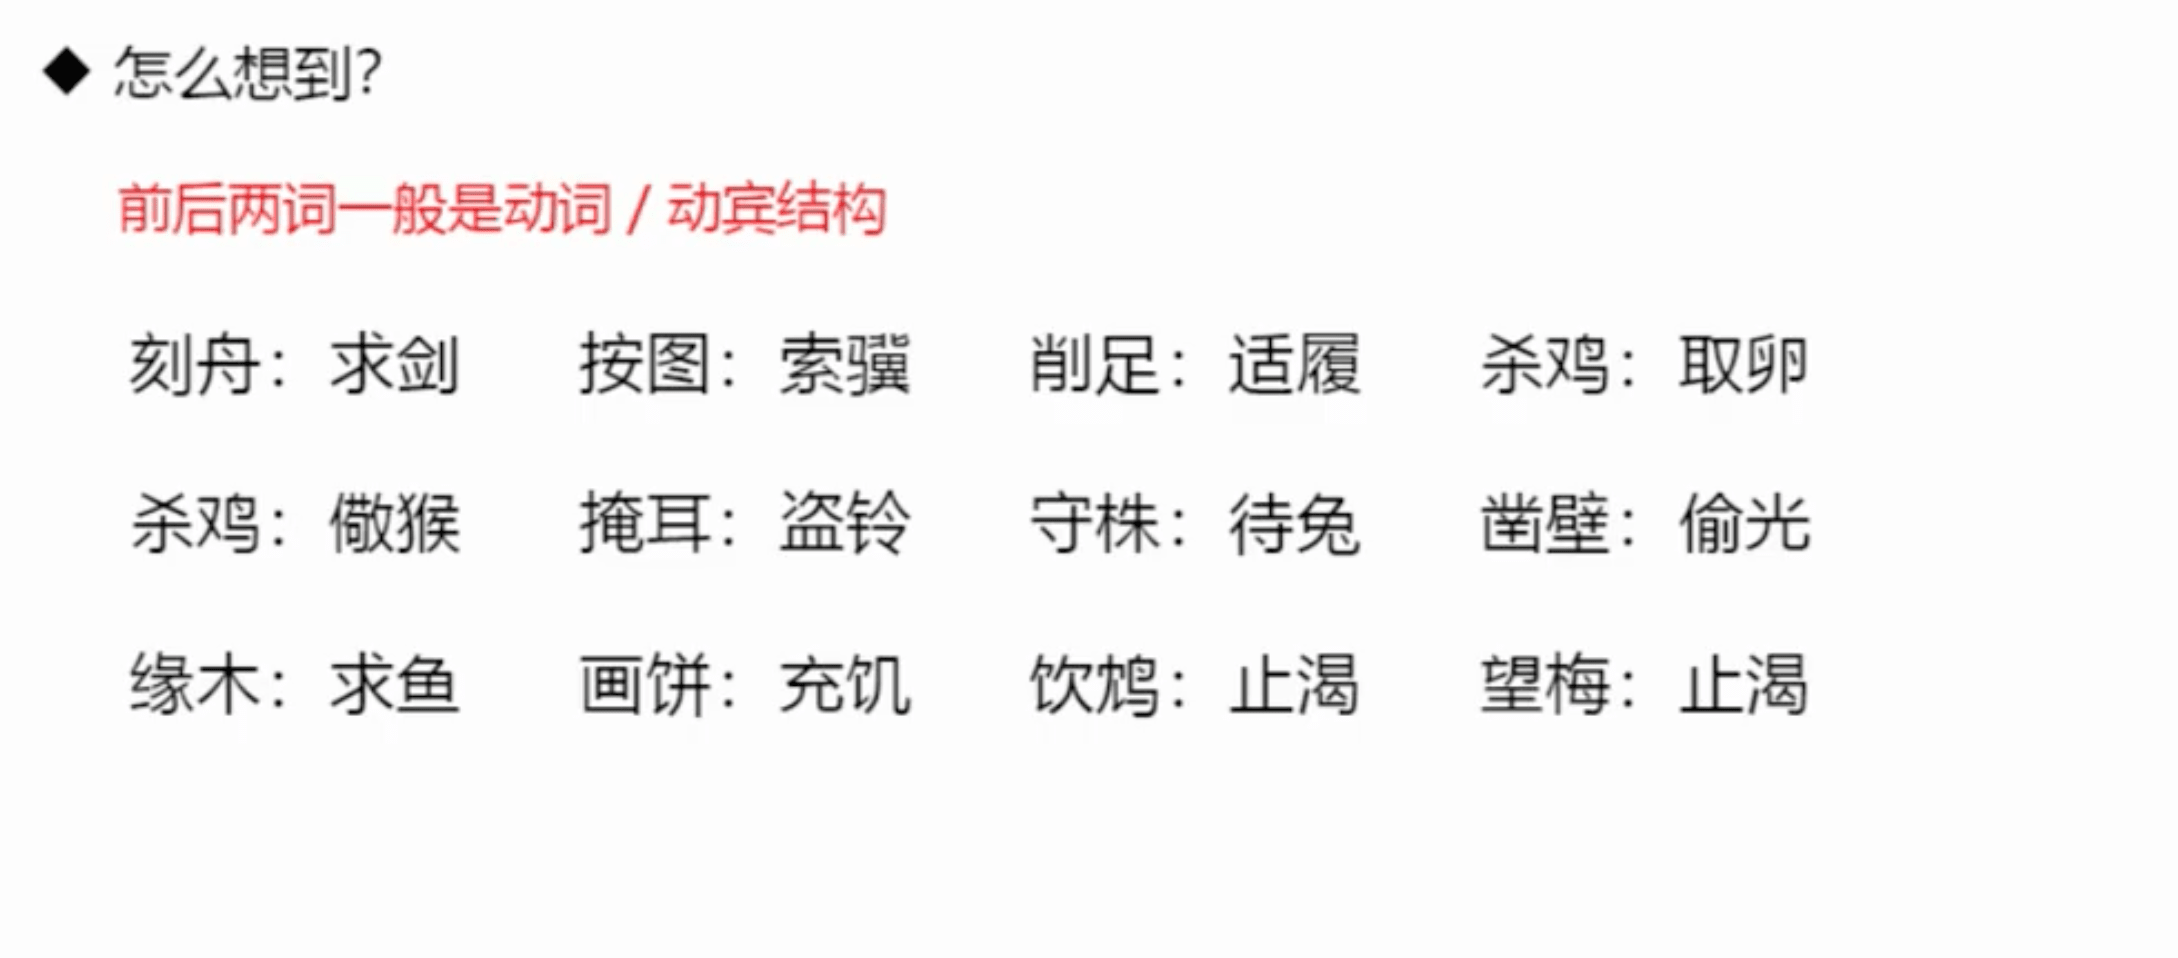 ◆ 怎么想到？
前后两词一般是动词 / 动宾结构
刻舟：求剑 按图：索骥 削足：适履 杀鸡：取卵
杀鸡：儆猴 掩耳：盗铃 守株：待兔 凿壁：偷光
缘木：求鱼 画饼：充饥 饮鸩：止渴 望梅：止渴